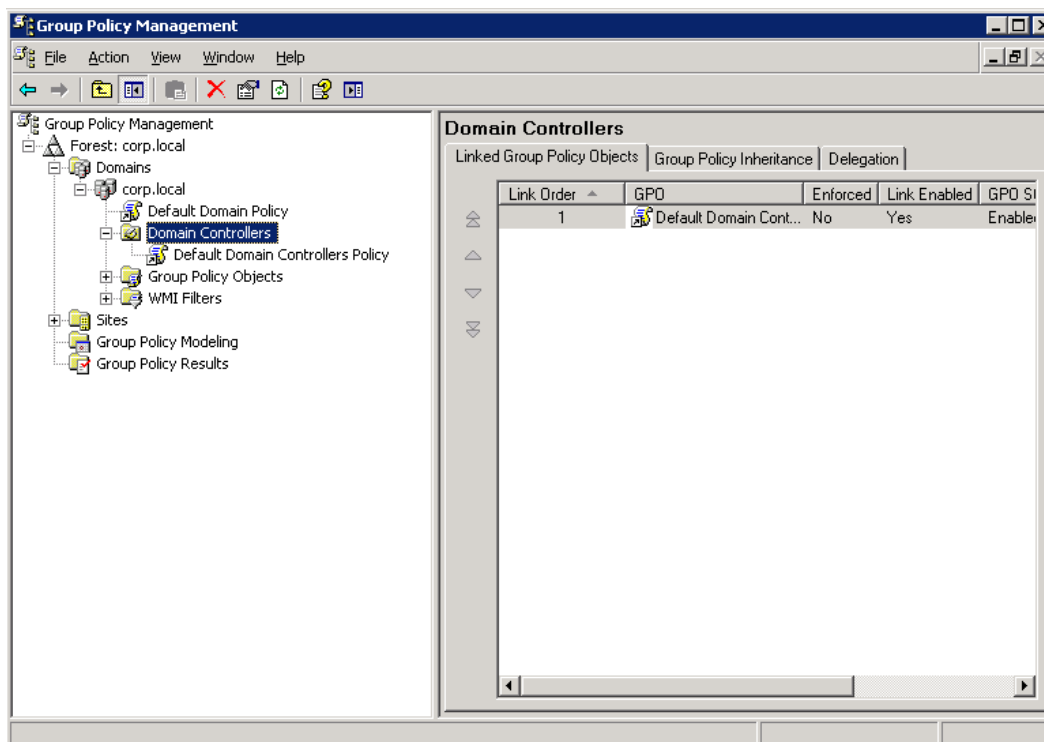 Group Policy Management
File Action View Window Help
Group Policy Management
Forest: corp.local
Domains
corp.local
Default Domain Policy
Domain Controllers
Default Domain Controllers Policy
Group Policy Objects
WMI Filters
Sites
Group Policy Modeling
Group Policy Results
Domain Controllers
Linked Group Policy Objects Group Policy Inheritance Delegation
Link Order GPO Enforced Link Enabled GPO
1 Default Domain Cont... No Yes Enabled